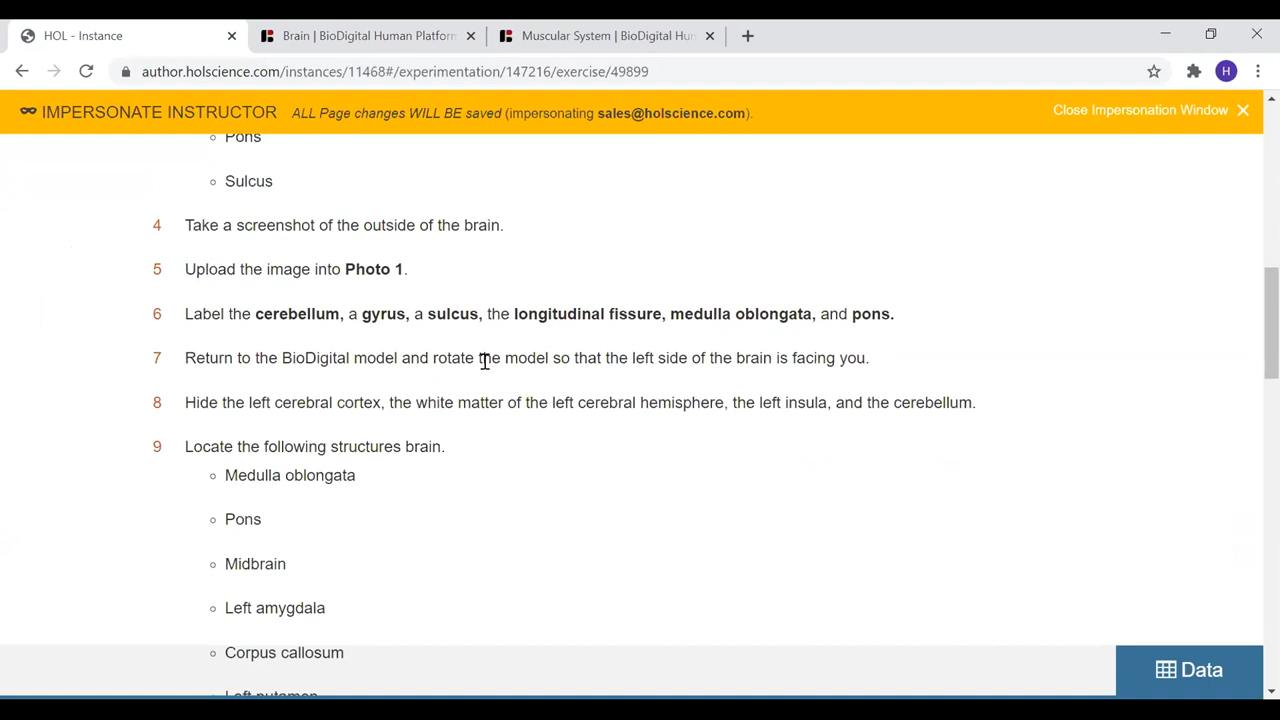 HOL - Instance
Brain | BioDigital Human Platform
Muscular System | BioDigital Hum
author.holscience.com/instances/11468#/experimentation/147216/exercise/49899
H
IMPERSONATE INSTRUCTOR ALL Page changes WILL BE saved (impersonating sales@holscience.com).
Close Impersonation Window
Pons
Sulcus
4 Take a screenshot of the outside of the brain.
5 Upload the image into Photo 1.
6 Label the cerebellum, a gyrus, a sulcus, the longitudinal fissure, medulla oblongata, and pons.
7 Return to the BioDigital model and rotate the model so that the left side of the brain is facing you.
8 Hide the left cerebral cortex, the white matter of the left cerebral hemisphere, the left insula, and the cerebellum.
9 Locate the following structures brain.
Medulla oblongata
Pons
Midbrain
Left amygdala
Corpus callosum
Left putamen
Data